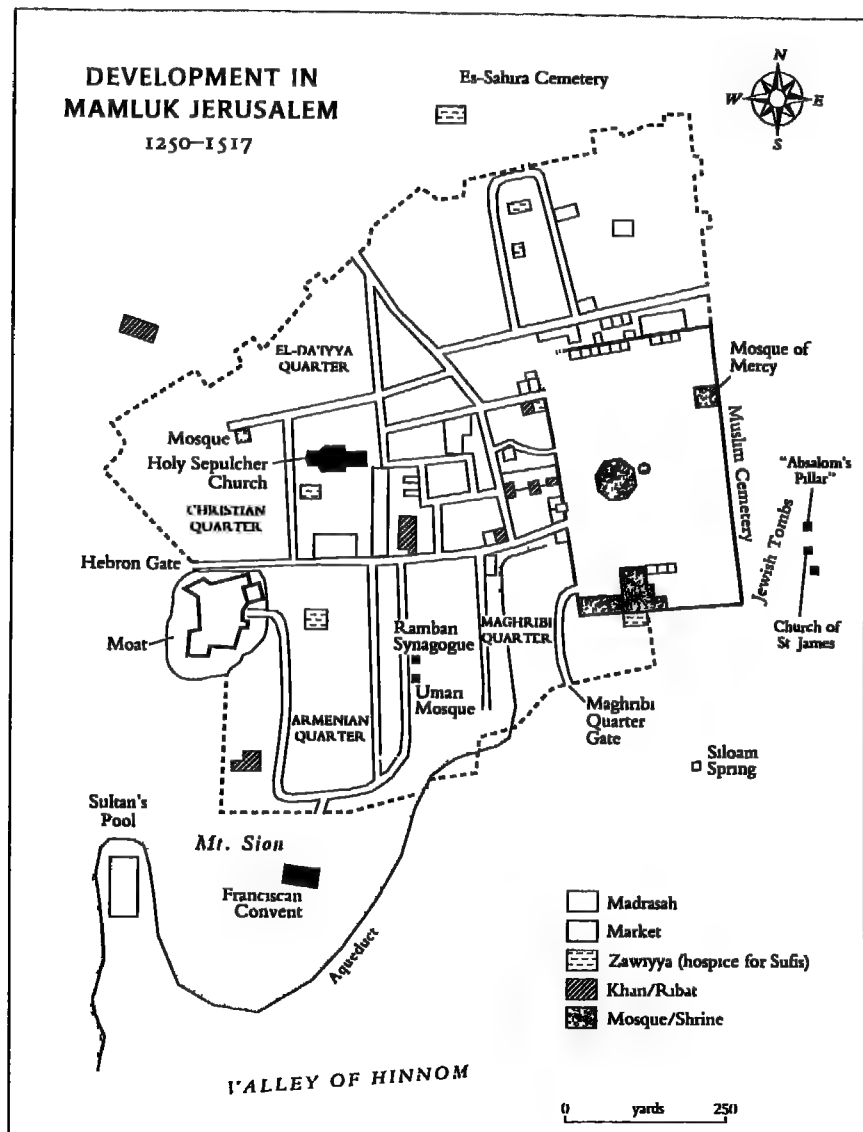 DEVELOPMENT IN
MAMLUK JERUSALEM
1250–1517
Es-Sahira Cemetery
N
W
E
S
EL-DA'IYYA
QUARTER
Mosque of
Mercy
Muslim Cemetery
Mosque
Holy Sepulcher
Church
CHRISTIAN
QUARTER
"Absalom's
Pillar"
Jewish Tombs
Church of
St James
Hebron Gate
Moat
Ramban
Synagogue
MAGHRIBI
QUARTER
Umari
Mosque
ARMENIAN
QUARTER
Maghribi
Quarter
Gate
Siloam
Spring
Sultan's
Pool
Mt. Sion
Franciscan
Convent
Aqueduct
VALLEY OF HINNOM
Madrasah
Market
Zawiyya (hospice for Sufis)
Khan/Ribat
Mosque/Shrine
0 yards 250